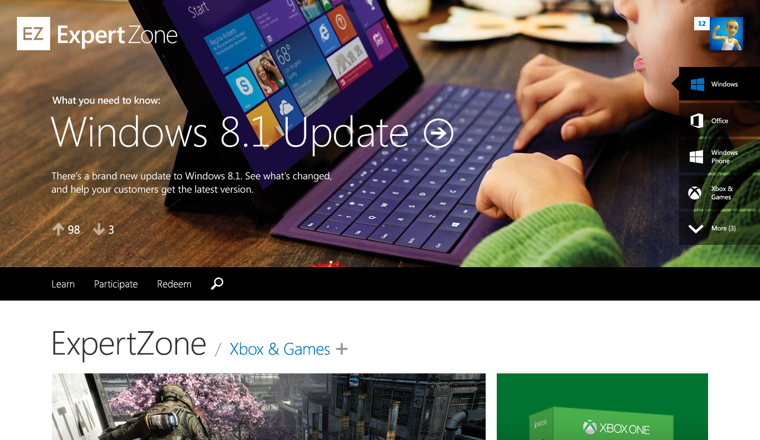 EZ ExpertZone
Start
68°
12
Windows
What you need to know:
Windows 8.1 Update
Office
Windows
Phone
There's a brand new update to Windows 8.1. See what's changed,
and help your customers get the latest version.
Xbox &
Games
98 3
More (3)
Learn Participate Redeem
ExpertZone / Xbox & Games +
XBOX ONE